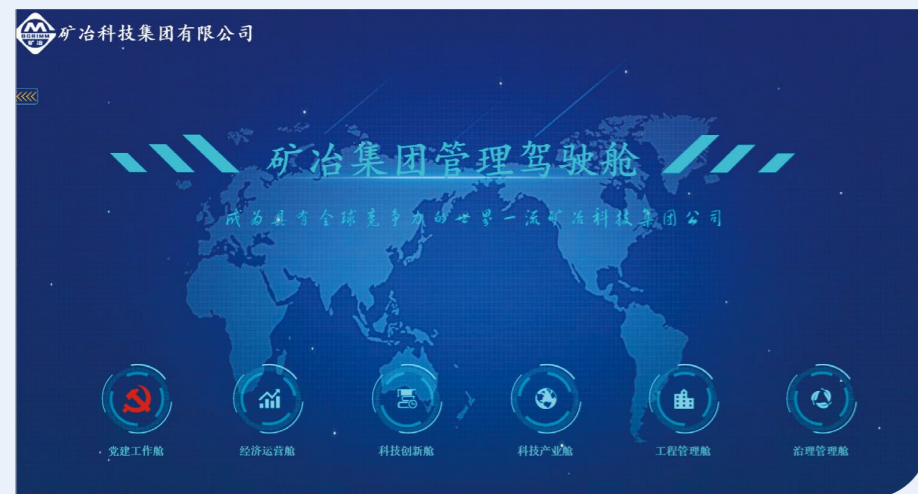 BGRIMM
矿冶
矿冶科技集团有限公司
矿冶集团管理驾驶舱
成为具有全球竞争力的世界一流矿冶科技集团公司
党建工作舱
经济运营舱
科技创新舱
科技产业舱
工程管理舱
治理管理舱